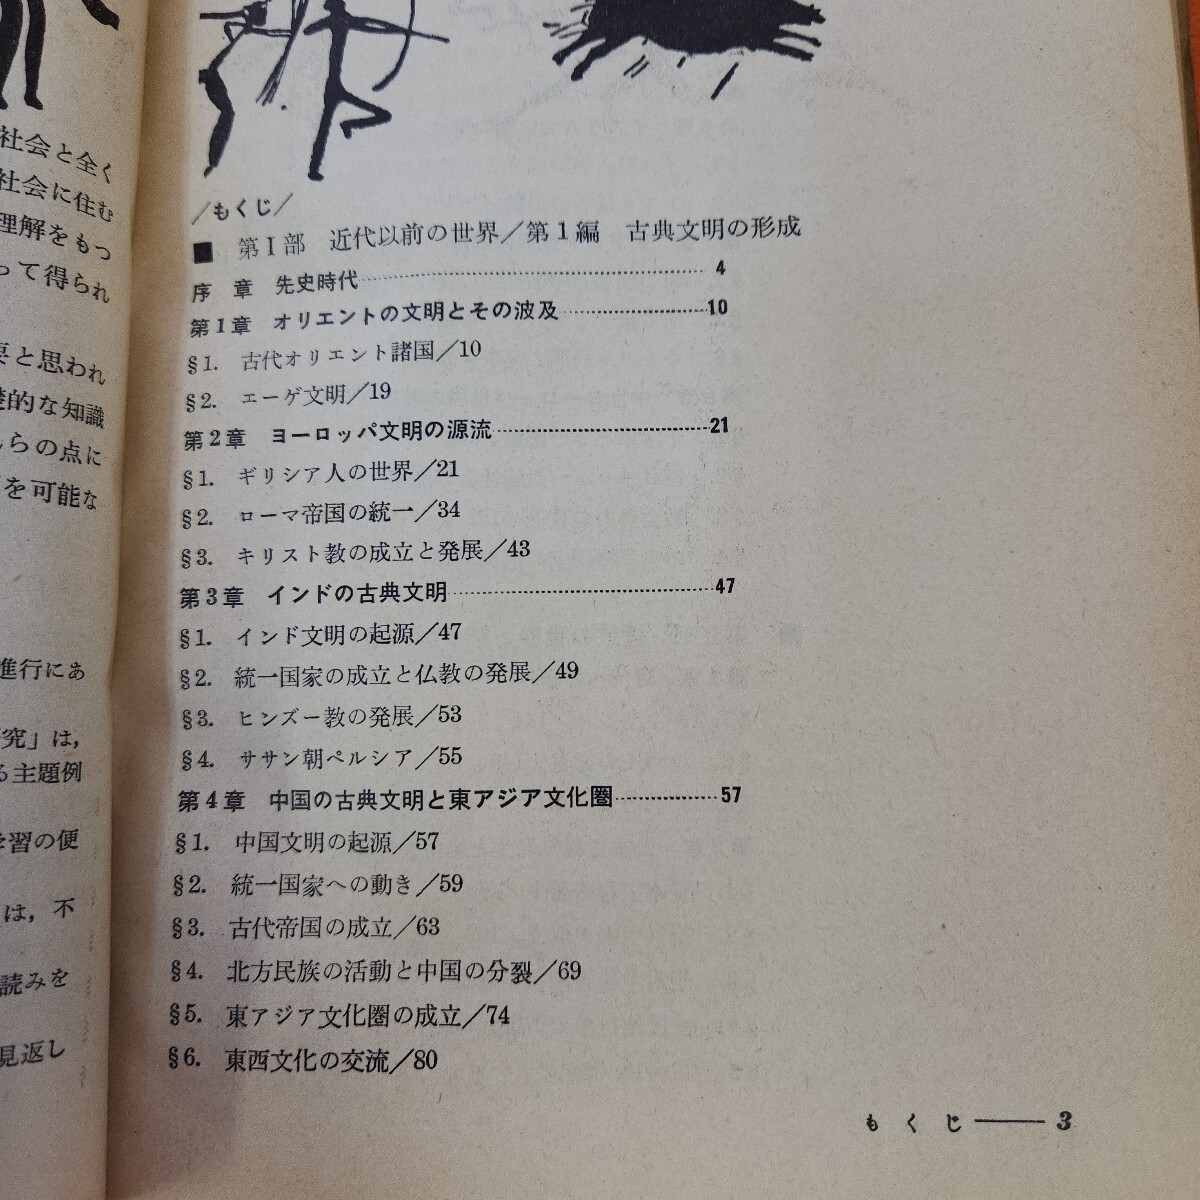 社会と全く
社会に住む
理解をもっ
って得られ
要と思われ
礎的な知識
らの点に
を可能な
進行にあ
究」は,
る主題例
学習の便
は, 不
読みを
見返し
／もくじ／
■ 第Ⅰ部 近代以前の世界／第1編 古典文明の形成
序章 先史時代 4
第1章 オリエントの文明とその波及 10
§1. 古代オリエント諸国／10
§2. エーゲ文明／19
第2章 ヨーロッパ文明の源流 21
§1. ギリシア人の世界／21
§2. ローマ帝国の統一／34
§3. キリスト教の成立と発展／43
第3章 インドの古典文明 47
§1. インド文明の起源／47
§2. 統一国家の成立と仏教の発展／49
§3. ヒンズー教の発展／53
§4. ササン朝ペルシア／55
第4章 中国の古典文明と東アジア文化圏 57
§1. 中国文明の起源／57
§2. 統一国家への動き／59
§3. 古代帝国の成立／63
§4. 北方民族の活動と中国の分裂／69
§5. 東アジア文化圏の成立／74
§6. 東西文化の交流／80
もくじ —— 3